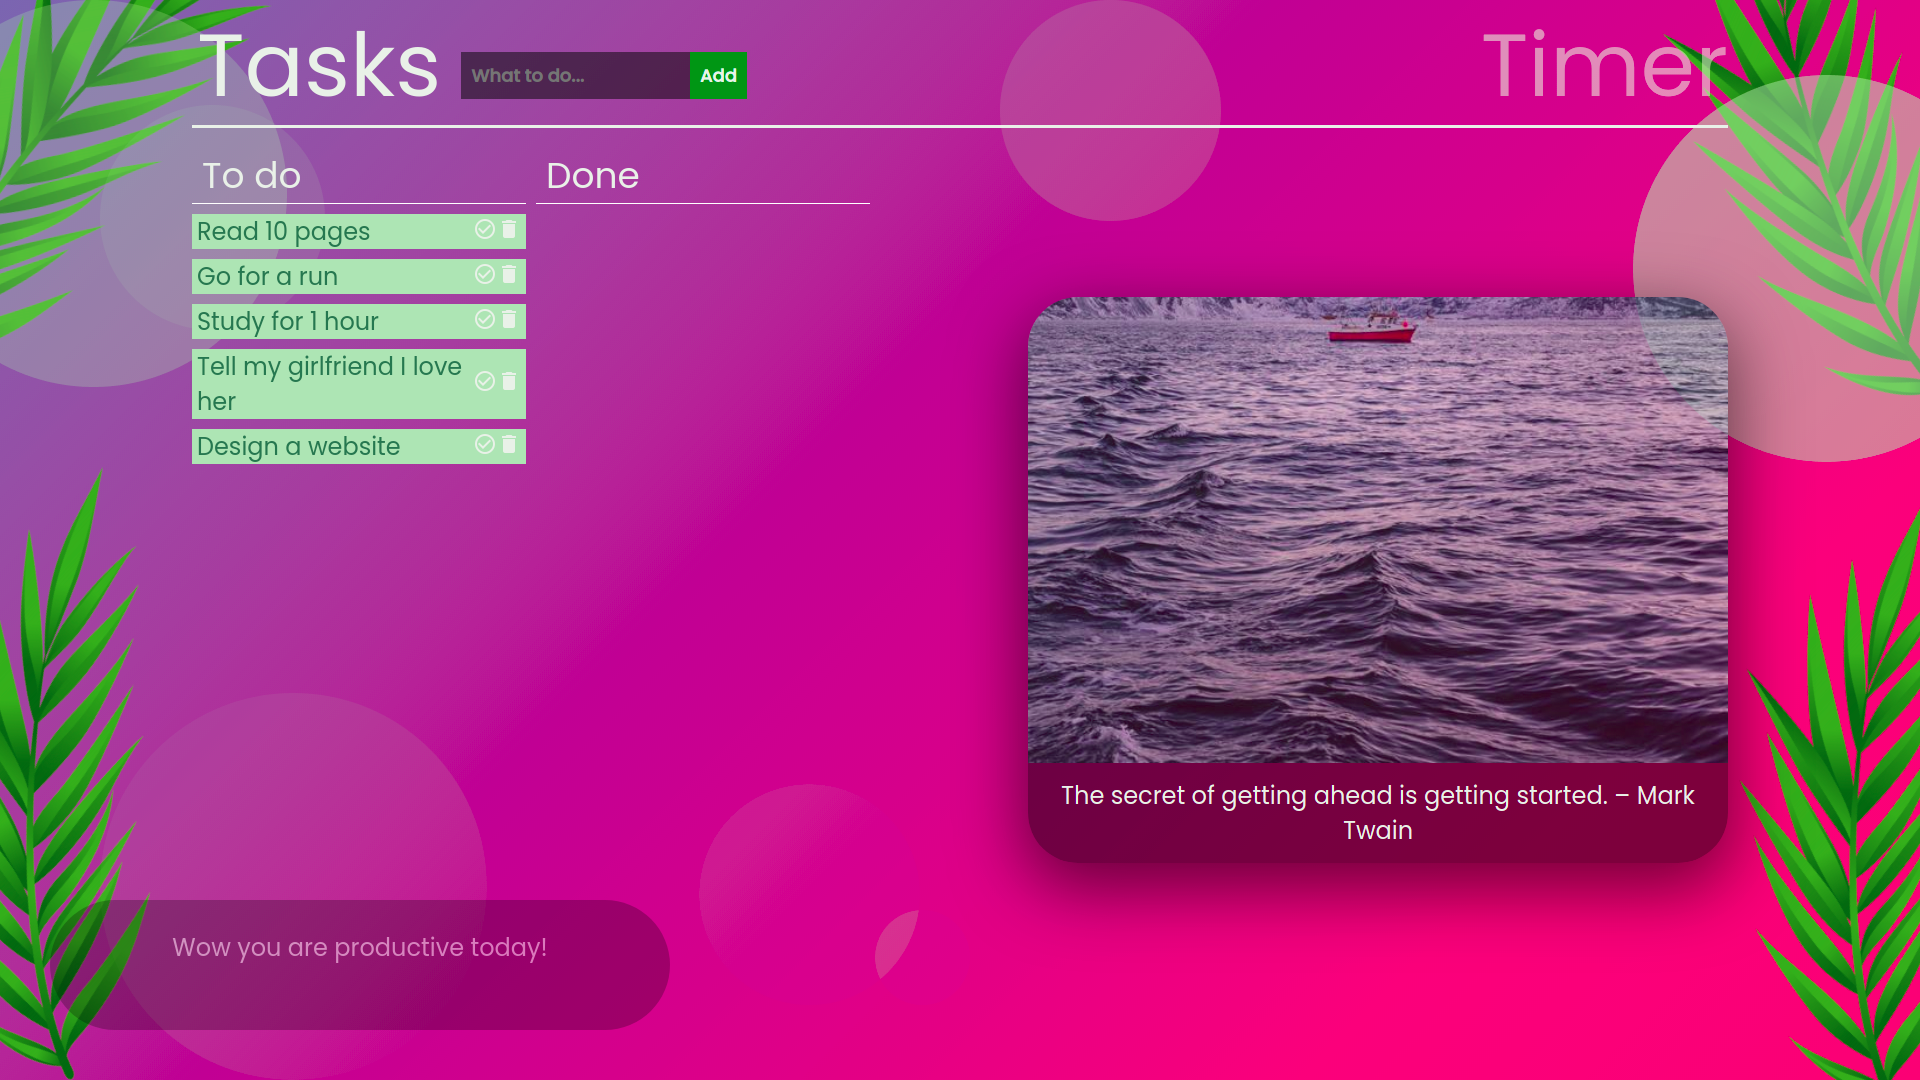 Tasks
What to do...
Add
Timer
To do
Done
Read 10 pages
Go for a run
Study for 1 hour
Tell my girlfriend I love
her
Design a website
The secret of getting ahead is getting started. – Mark
Twain
Wow you are productive today!